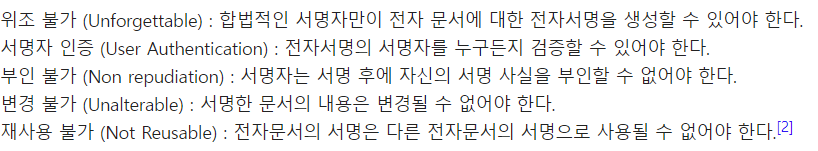 위조 불가 (Unforgettable) : 합법적인 서명자만이 전자 문서에 대한 전자서명을 생성할 수 있어야 한다.
서명자 인증 (User Authentication) : 전자서명의 서명자를 누구든지 검증할 수 있어야 한다.
부인 불가 (Non repudiation) : 서명자는 서명 후에 자신의 서명 사실을 부인할 수 없어야 한다.
변경 불가 (Unalterable) : 서명한 문서의 내용은 변경될 수 없어야 한다.
재사용 불가 (Not Reusable) : 전자문서의 서명은 다른 전자문서의 서명으로 사용될 수 없어야 한다.[2]